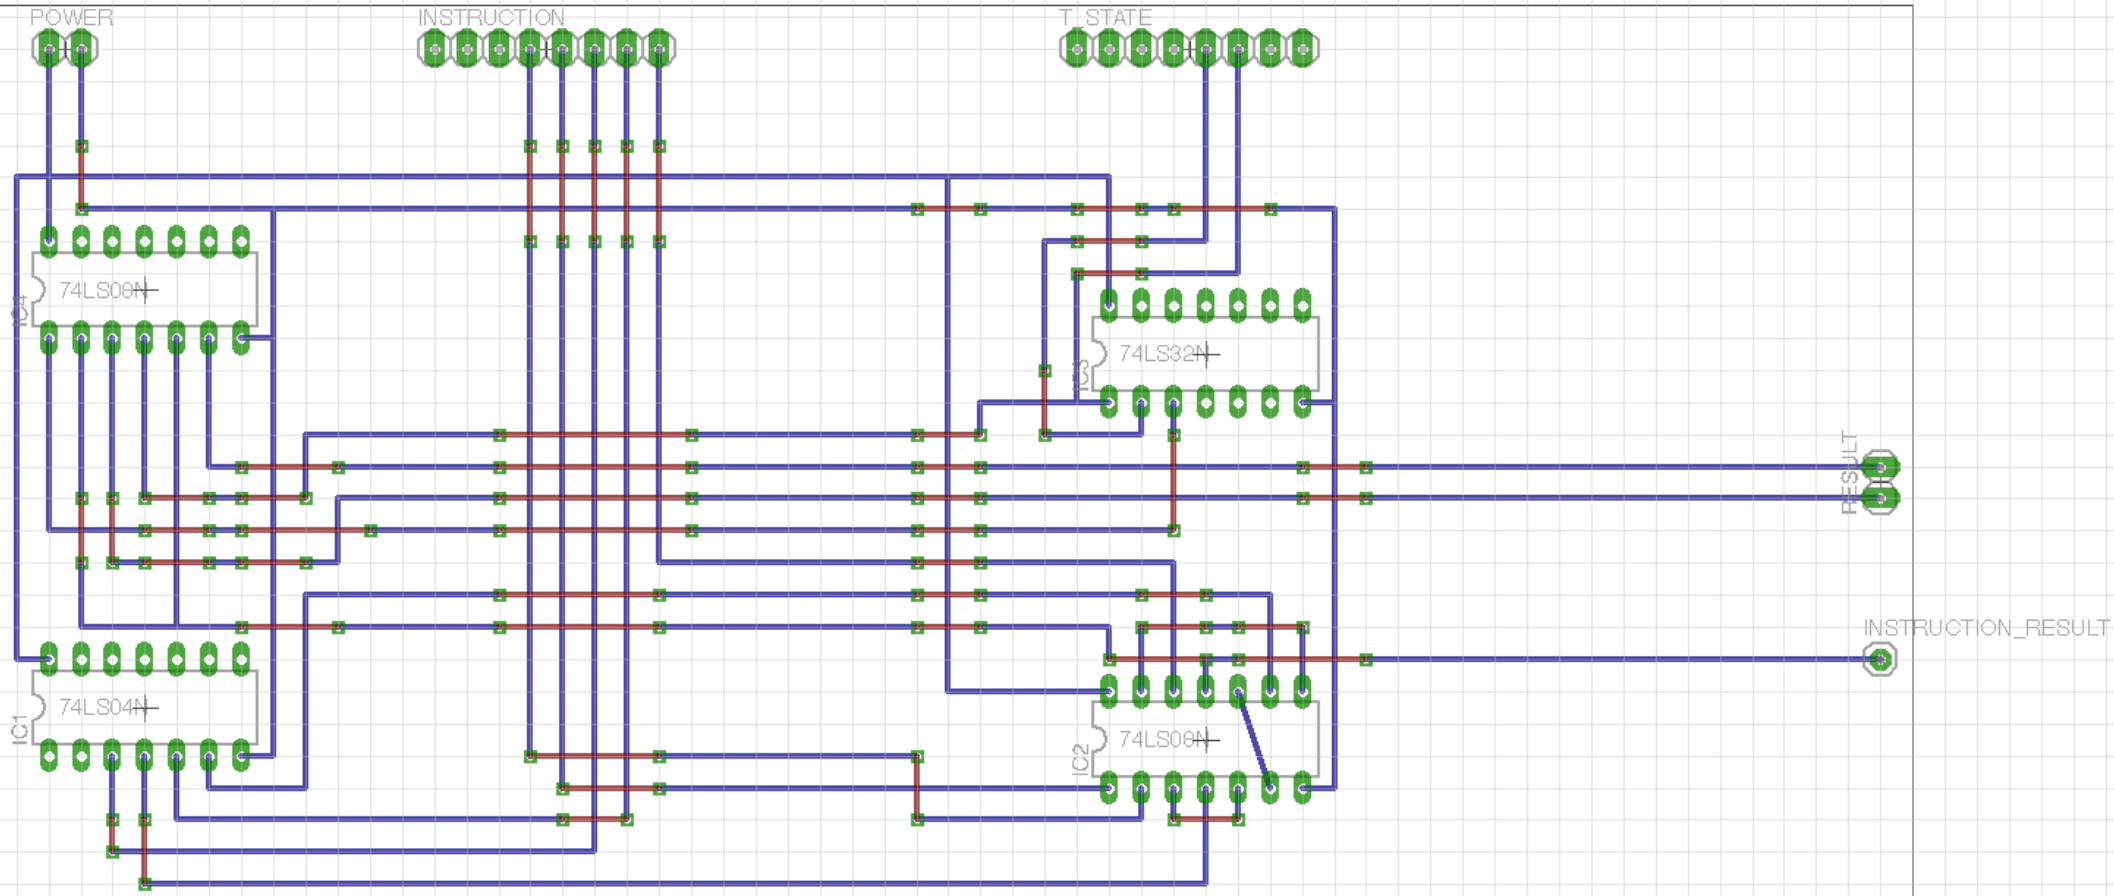 POWER
INSTRUCTION
T_STATE
74LS08N
IC4
74LS32N
IC3
RESULT
INSTRUCTION_RESULT
74LS04N
IC1
74LS08N
IC2